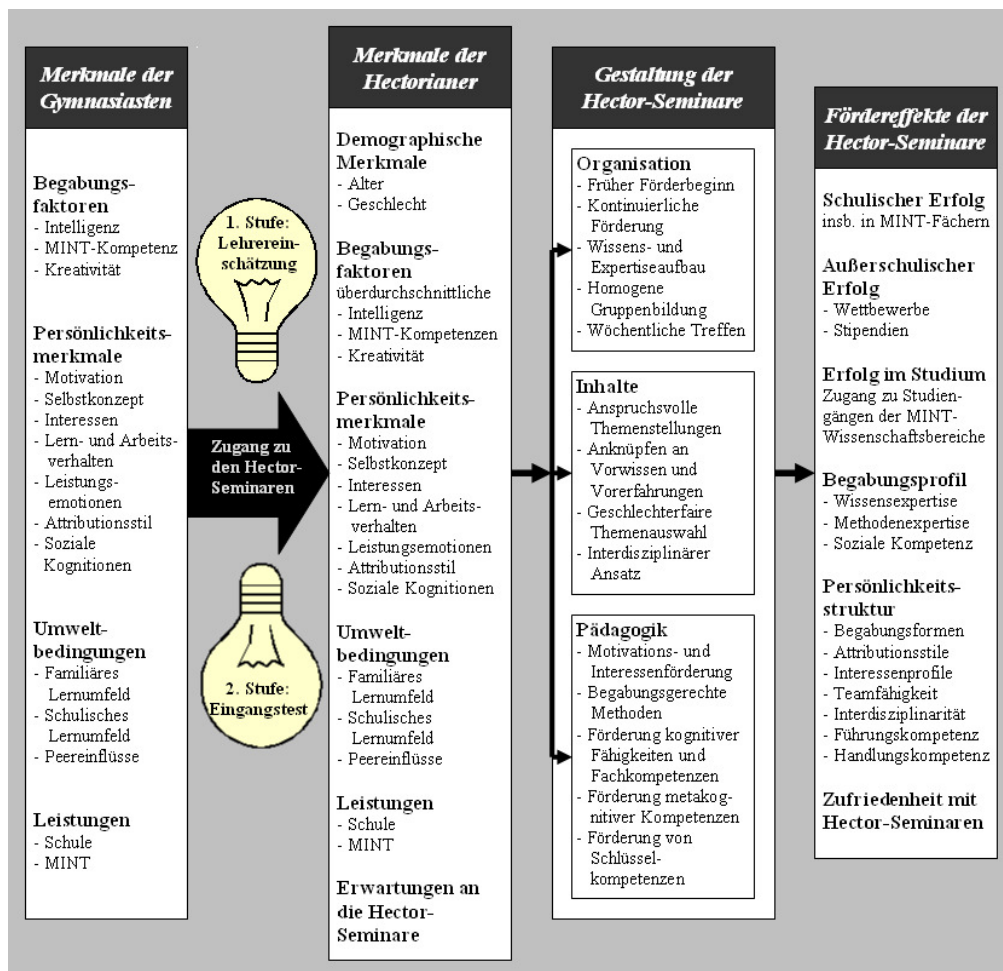 Merkmale der
Gymnasiasten
Begabungs-
faktoren
- Intelligenz
- MINT-Kompetenz
- Kreativität
Persönlichkeits-
merkmale
- Motivation
- Selbstkonzept
- Interessen
- Lern- und Arbeits-
verhalten
- Leistungs-
emotionen
- Attributionsstil
- Soziale
Kognitionen
Umwelt-
bedingungen
- Familiäres
Lernumfeld
- Schulisches
Lernumfeld
- Peereinflüsse
Leistungen
- Schule
- MINT
1. Stufe:
Lehrerein-
schätzung
Zugang zu
den Hector-
Seminaren
2. Stufe:
Eingangstest
Merkmale der
Hectorianer
Demographische
Merkmale
- Alter
- Geschlecht
Begabungs-
faktoren
überdurchschnittliche
- Intelligenz
- MINT-Kompetenzen
- Kreativität
Persönlichkeits-
merkmale
- Motivation
- Selbstkonzept
- Interessen
- Lern- und Arbeits-
verhalten
- Leistungsemotionen
- Attributionsstil
- Soziale Kognitionen
Umwelt-
bedingungen
- Familiäres
Lernumfeld
- Schulisches
Lernumfeld
- Peereinflüsse
Leistungen
- Schule
- MINT
Erwartungen an
die Hector-
Seminare
Gestaltung der
Hector-Seminare
Organisation
- Früher Förderbeginn
- Kontinuierliche
Förderung
- Wissens- und
Expertiseaufbau
- Homogene
Gruppenbildung
- Wöchentliche Treffen
Inhalte
- Anspruchsvolle
Themenstellungen
- Anknüpfen an
Vorwissen und
Vorerfahrungen
- Geschlechterfaire
Themenauswahl
- Interdisziplinärer
Ansatz
Pädagogik
- Motivations- und
Interessenförderung
- Begabungsgerechte
Methoden
- Förderung kognitiver
Fähigkeiten und
Fachkompetenzen
- Förderung metakog-
nitiver Kompetenzen
- Förderung von
Schlüssel-
kompetenzen
Fördereffekte der
Hector-Seminare
Schulischer Erfolg
insb. in MINT-Fächern
Außerschulischer
Erfolg
- Wettbewerbe
- Stipendien
Erfolg im Studium
Zugang zu Studien-
gängen der MINT-
Wissenschaftsbereiche
Begabungsprofil
- Wissensexpertise
- Methodenexpertise
- Soziale Kompetenz
Persönlichkeits-
struktur
- Begabungsformen
- Attributionsstile
- Interessenprofile
- Teamfähigkeit
- Interdisziplinarität
- Führungskompetenz
- Handlungskompetenz
Zufriedenheit mit
Hector-Seminaren